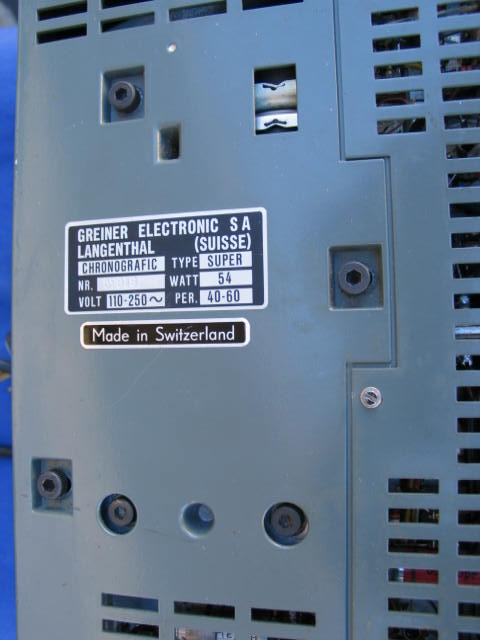 GREINER ELECTRONIC S A
LANGENTHAL (SUISSE)
CHRONOGRAFIC TYPE SUPER
NR. WATT 54
VOLT 110-250~ PER. 40-60
Made in Switzerland